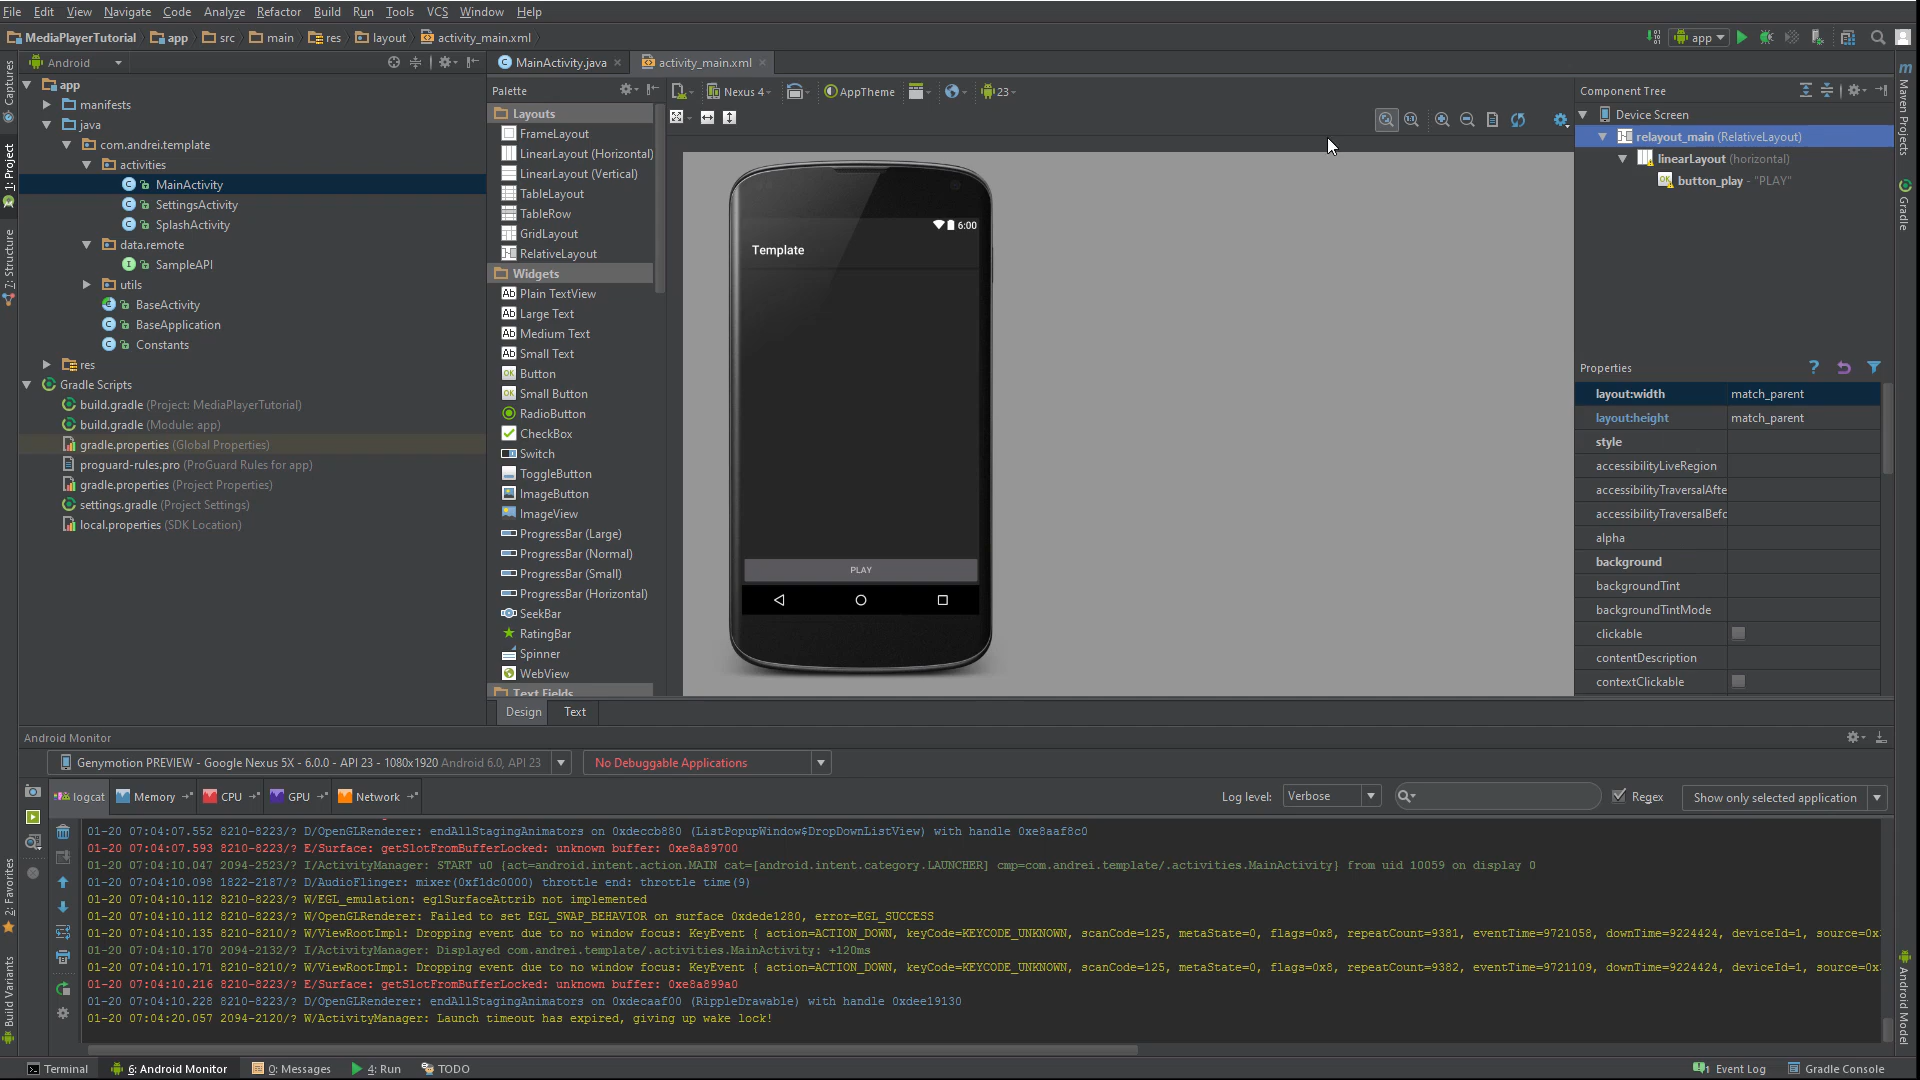 File Edit View Navigate Code Analyze Refactor Build Run Tools VCS Window Help
MediaPlayerTutorial app src main res layout activity_main.xml app
Android
MainActivity.java activity_main.xml
Captures
1: Project
7: Structure
2: Favorites
Build Variants
app
manifests
java
com.andrei.template
activities
MainActivity
SettingsActivity
SplashActivity
data.remote
SampleAPI
utils
BaseActivity
BaseApplication
Constants
res
Gradle Scripts
build.gradle (Project: MediaPlayerTutorial)
build.gradle (Module: app)
gradle.properties (Global Properties)
proguard-rules.pro (ProGuard Rules for app)
gradle.properties (Project Properties)
settings.gradle (Project Settings)
local.properties (SDK Location)
Palette
Layouts
FrameLayout
LinearLayout (Horizontal)
LinearLayout (Vertical)
TableLayout
TableRow
GridLayout
RelativeLayout
Widgets
Plain TextView
Large Text
Medium Text
Small Text
Button
Small Button
RadioButton
CheckBox
Switch
ToggleButton
ImageButton
ImageView
ProgressBar (Large)
ProgressBar (Normal)
ProgressBar (Small)
ProgressBar (Horizontal)
SeekBar
RatingBar
Spinner
WebView
Text Fields
Nexus 4 AppTheme 23
6:00
Template
PLAY
Design Text
Component Tree
Device Screen
relayout_main (RelativeLayout)
linearLayout (horizontal)
button_play - "PLAY"
Properties
layout:width match_parent
layout:height match_parent
style
accessibilityLiveRegion
accessibilityTraversalAfte
accessibilityTraversalBefo
alpha
background
backgroundTint
backgroundTintMode
clickable
contentDescription
contextClickable
Maven Projects
Gradle
Android Model
Android Monitor
Genymotion PREVIEW - Google Nexus 5X - 6.0.0 - API 23 - 1080x1920 Android 6.0, API 23 No Debuggable Applications
logcat Memory CPU GPU Network Log level: Verbose Regex Show only selected application
01-20 07:04:07.552 8210-8223/? D/OpenGLRenderer: endAllStagingAnimators on 0xdeccb880 (ListPopupWindow$DropDownListView) with handle 0xe8aaf8c0
01-20 07:04:07.593 8210-8223/? E/Surface: getSlotFromBufferLocked: unknown buffer: 0xe8a89700
01-20 07:04:10.047 2094-2523/? I/ActivityManager: START u0 {act=android.intent.action.MAIN cat=[android.intent.category.LAUNCHER] cmp=com.andrei.template/.activities.MainActivity} from uid 10059 on display 0
01-20 07:04:10.098 1822-2187/? D/AudioFlinger: mixer(0xf1dc0000) throttle end: throttle time(9)
01-20 07:04:10.112 8210-8223/? W/EGL_emulation: eglSurfaceAttrib not implemented
01-20 07:04:10.112 8210-8223/? W/OpenGLRenderer: Failed to set EGL_SWAP_BEHAVIOR on surface 0xdede1280, error=EGL_SUCCESS
01-20 07:04:10.135 8210-8210/? W/ViewRootImpl: Dropping event due to no window focus: KeyEvent { action=ACTION_DOWN, keyCode=KEYCODE_UNKNOWN, scanCode=125, metaState=0, flags=0x8, repeatCount=9381, eventTime=9721058, downTime=9224424, deviceId=1, source=0x
01-20 07:04:10.170 2094-2132/? I/ActivityManager: Displayed com.andrei.template/.activities.MainActivity: +120ms
01-20 07:04:10.171 8210-8210/? W/ViewRootImpl: Dropping event due to no window focus: KeyEvent { action=ACTION_DOWN, keyCode=KEYCODE_UNKNOWN, scanCode=125, metaState=0, flags=0x8, repeatCount=9382, eventTime=9721109, downTime=9224424, deviceId=1, source=0x
01-20 07:04:10.216 8210-8223/? E/Surface: getSlotFromBufferLocked: unknown buffer: 0xe8a899a0
01-20 07:04:10.228 8210-8223/? D/OpenGLRenderer: endAllStagingAnimators on 0xdecaaf00 (RippleDrawable) with handle 0xdee19130
01-20 07:04:20.057 2094-2120/? W/ActivityManager: Launch timeout has expired, giving up wake lock!
Terminal 6: Android Monitor 0: Messages 4: Run TODO 1 Event Log Gradle Console